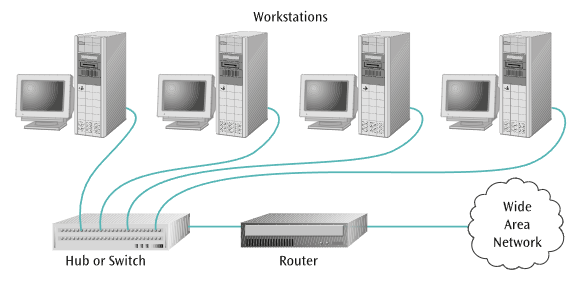 Workstations
Hub or Switch
Router
Wide
Area
Network